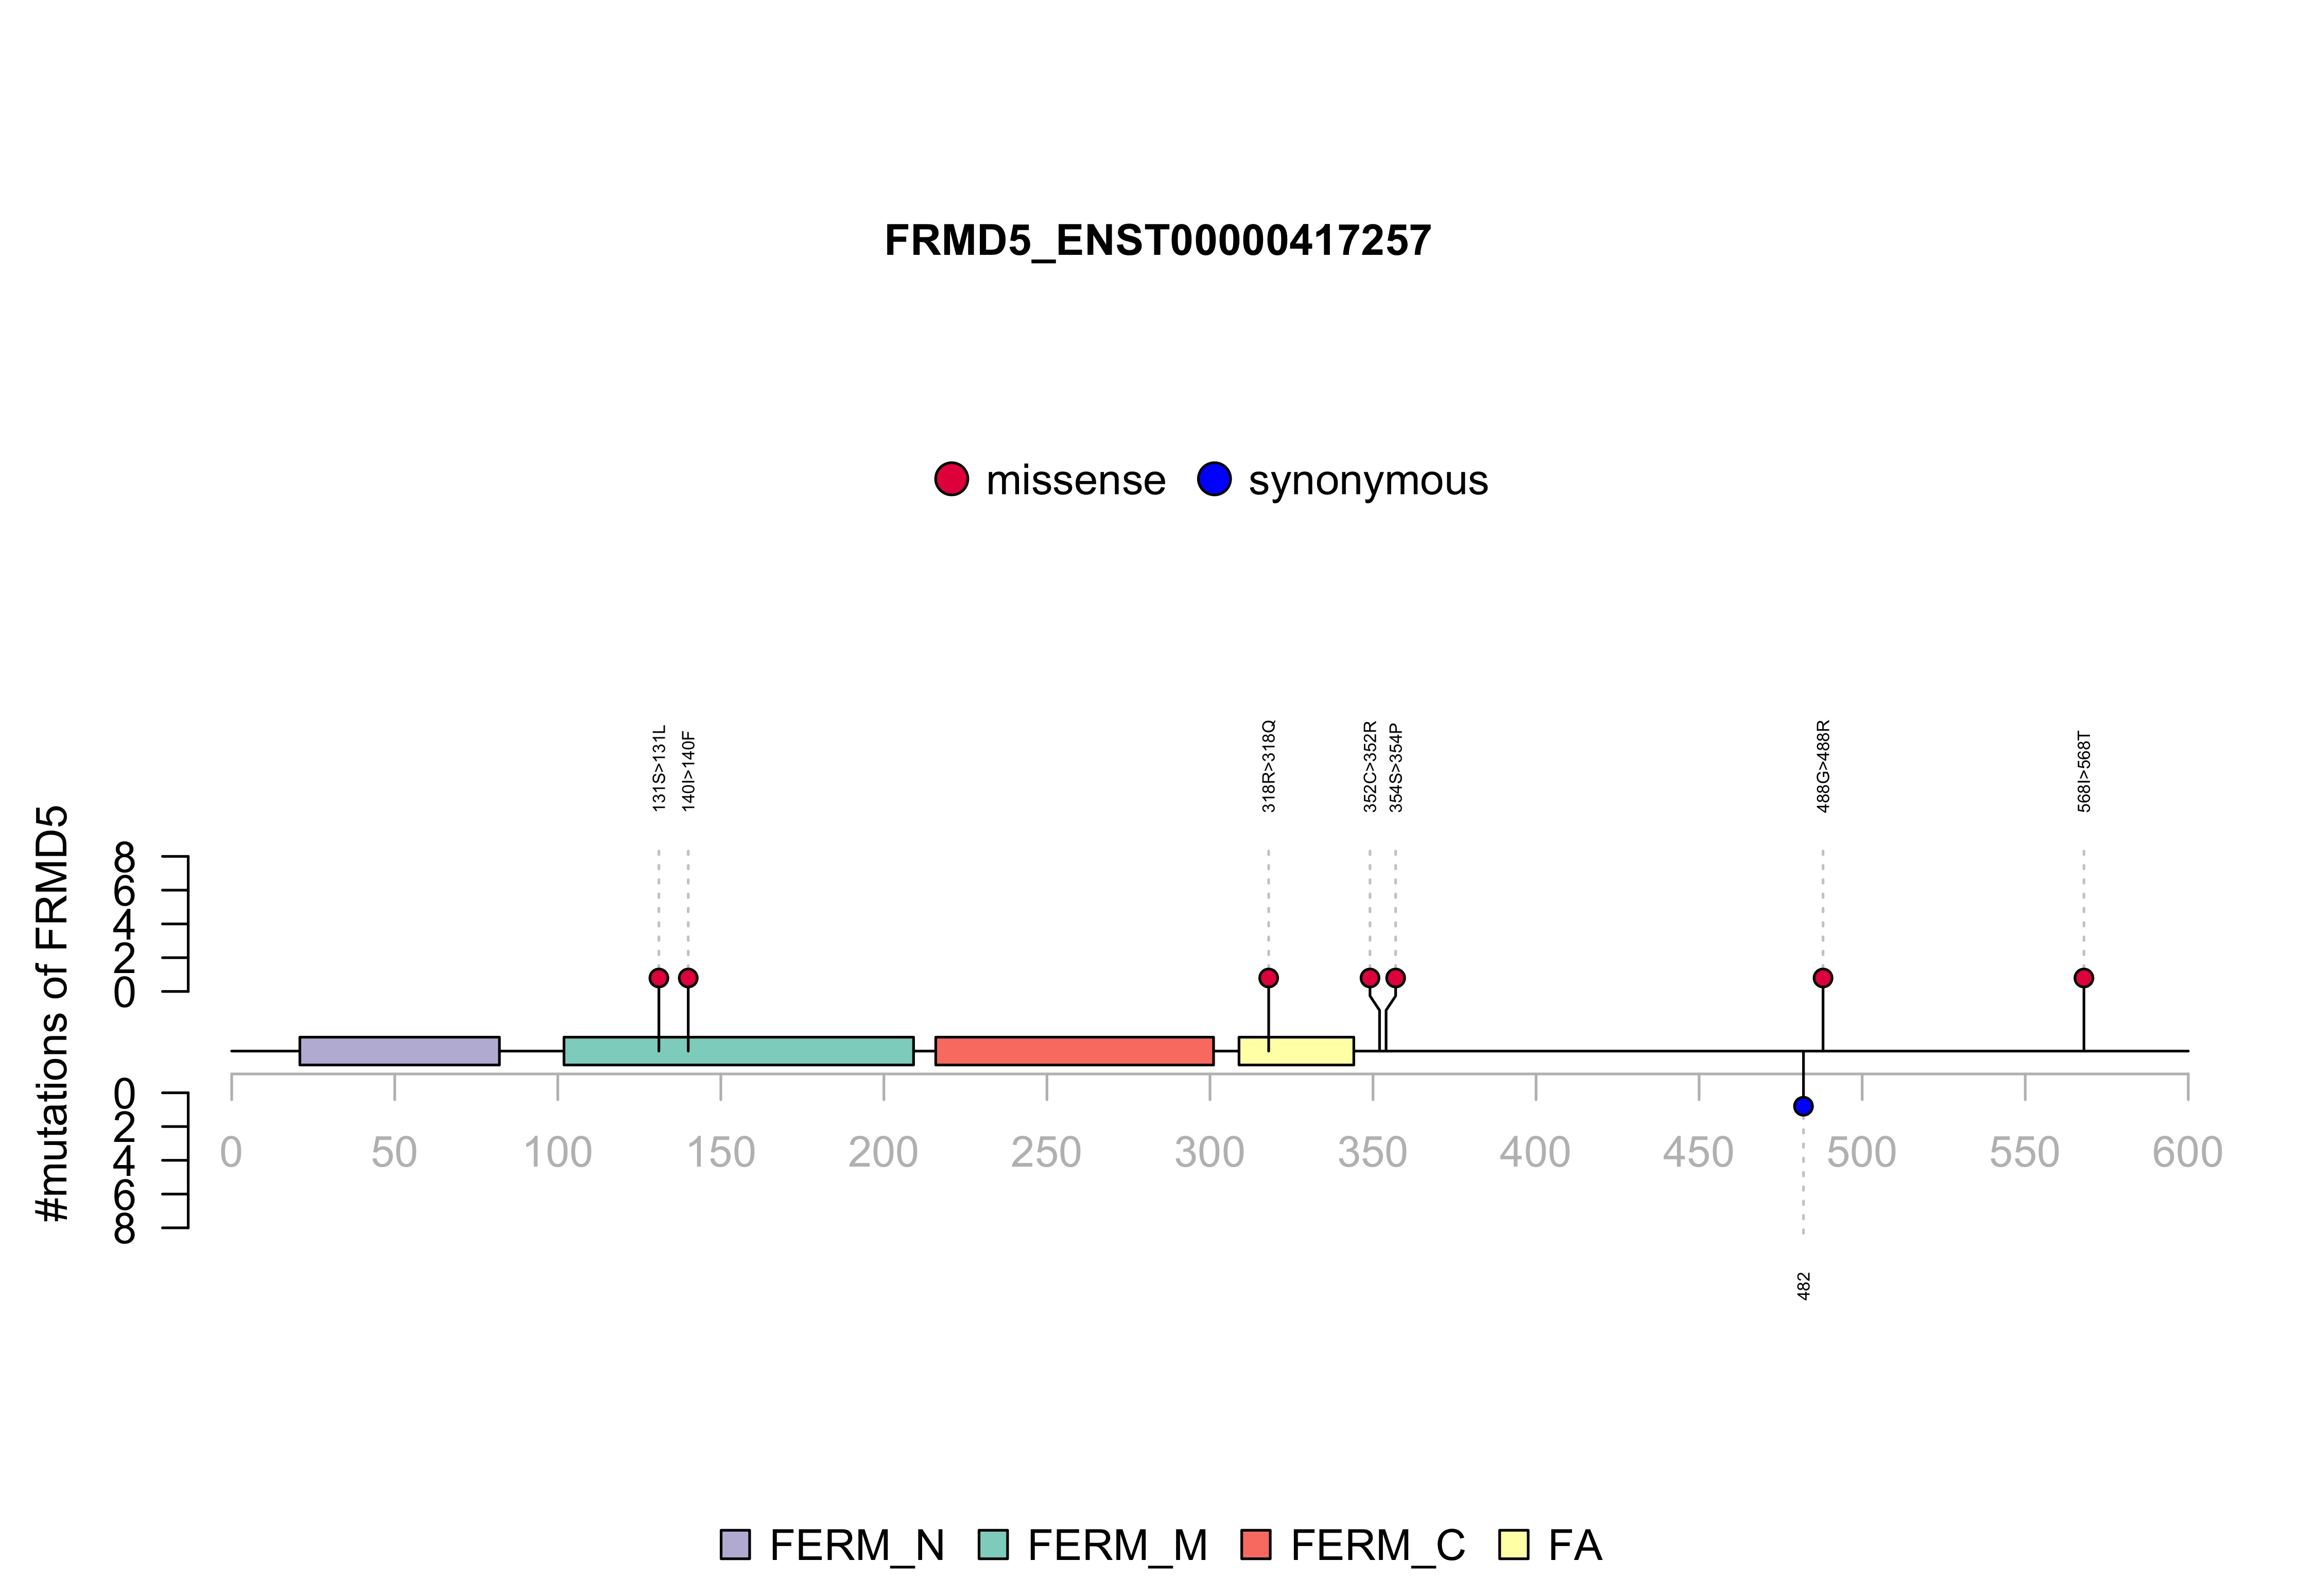 FRMD5_ENST00000417257
missense synonymous
131S>131L
140I>140F
318R>318Q
352C>352R
354S>354P
488G>488R
568I>568T
#mutations of FRMD5
8
6
4
2
0
0
2
4
6
8
0 50 100 150 200 250 300 350 400 450 500 550 600
482
FERM_N FERM_M FERM_C FA